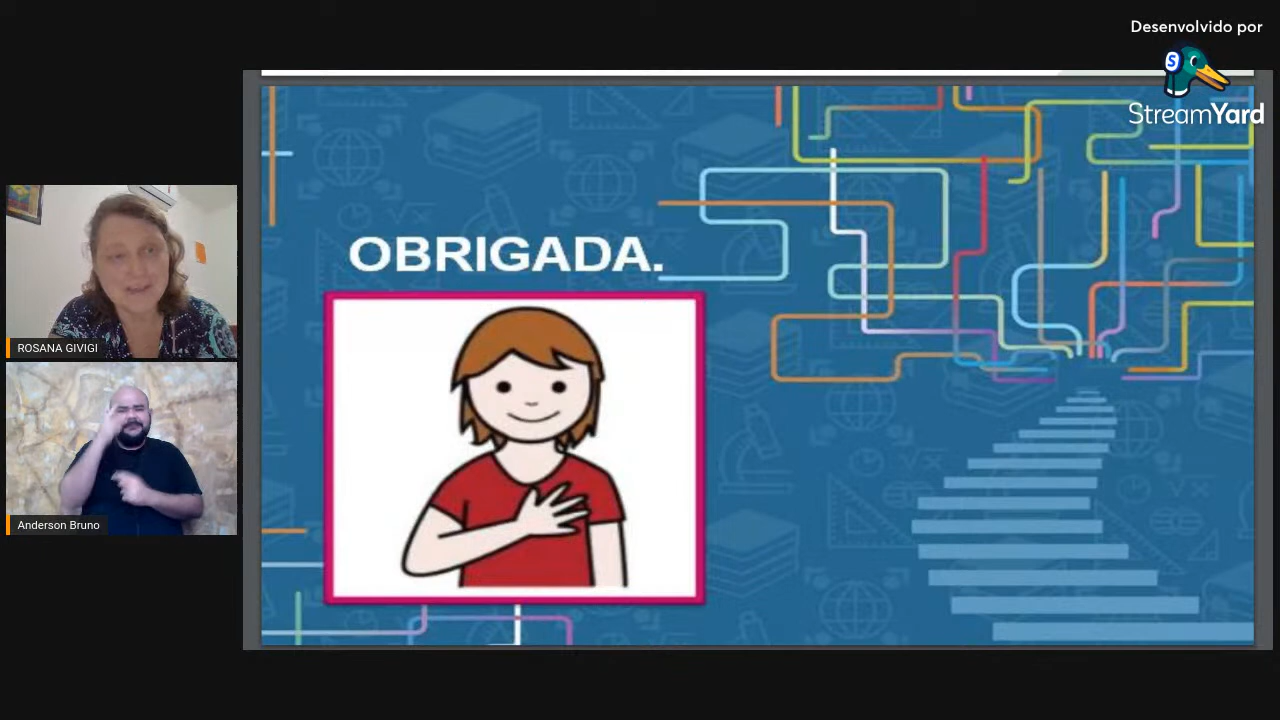 Desenvolvido por
StreamYard
OBRIGADA.
ROSANA GIVIGI
Anderson Bruno